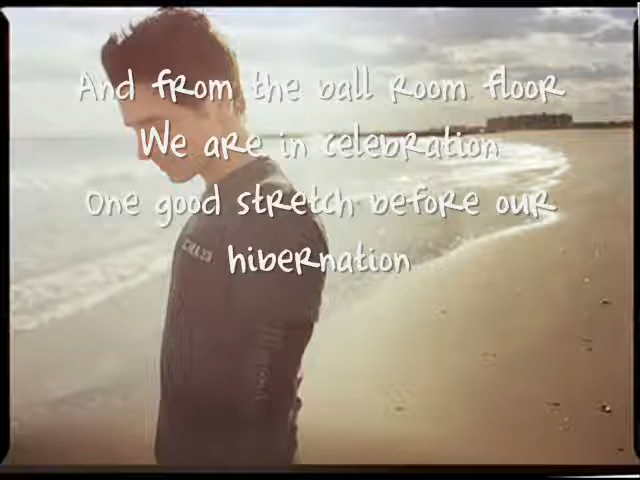 And from the ball room floor
We are in celebration
One good stretch before our
hibernation